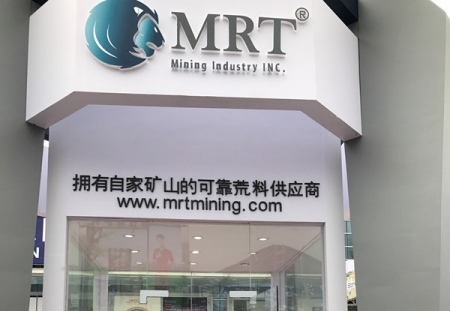 MRT®
Mining Industry INC.
拥有自家矿山的可靠荒料供应商
www.mrtmining.com